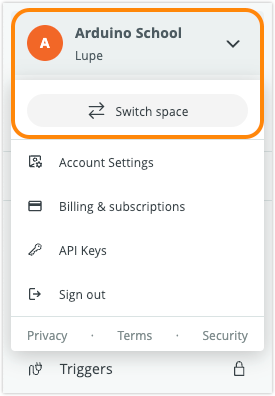 A
Arduino School
Lupe
Switch space
Account Settings
Billing & subscriptions
API Keys
Sign out
Privacy · Terms · Security
Triggers